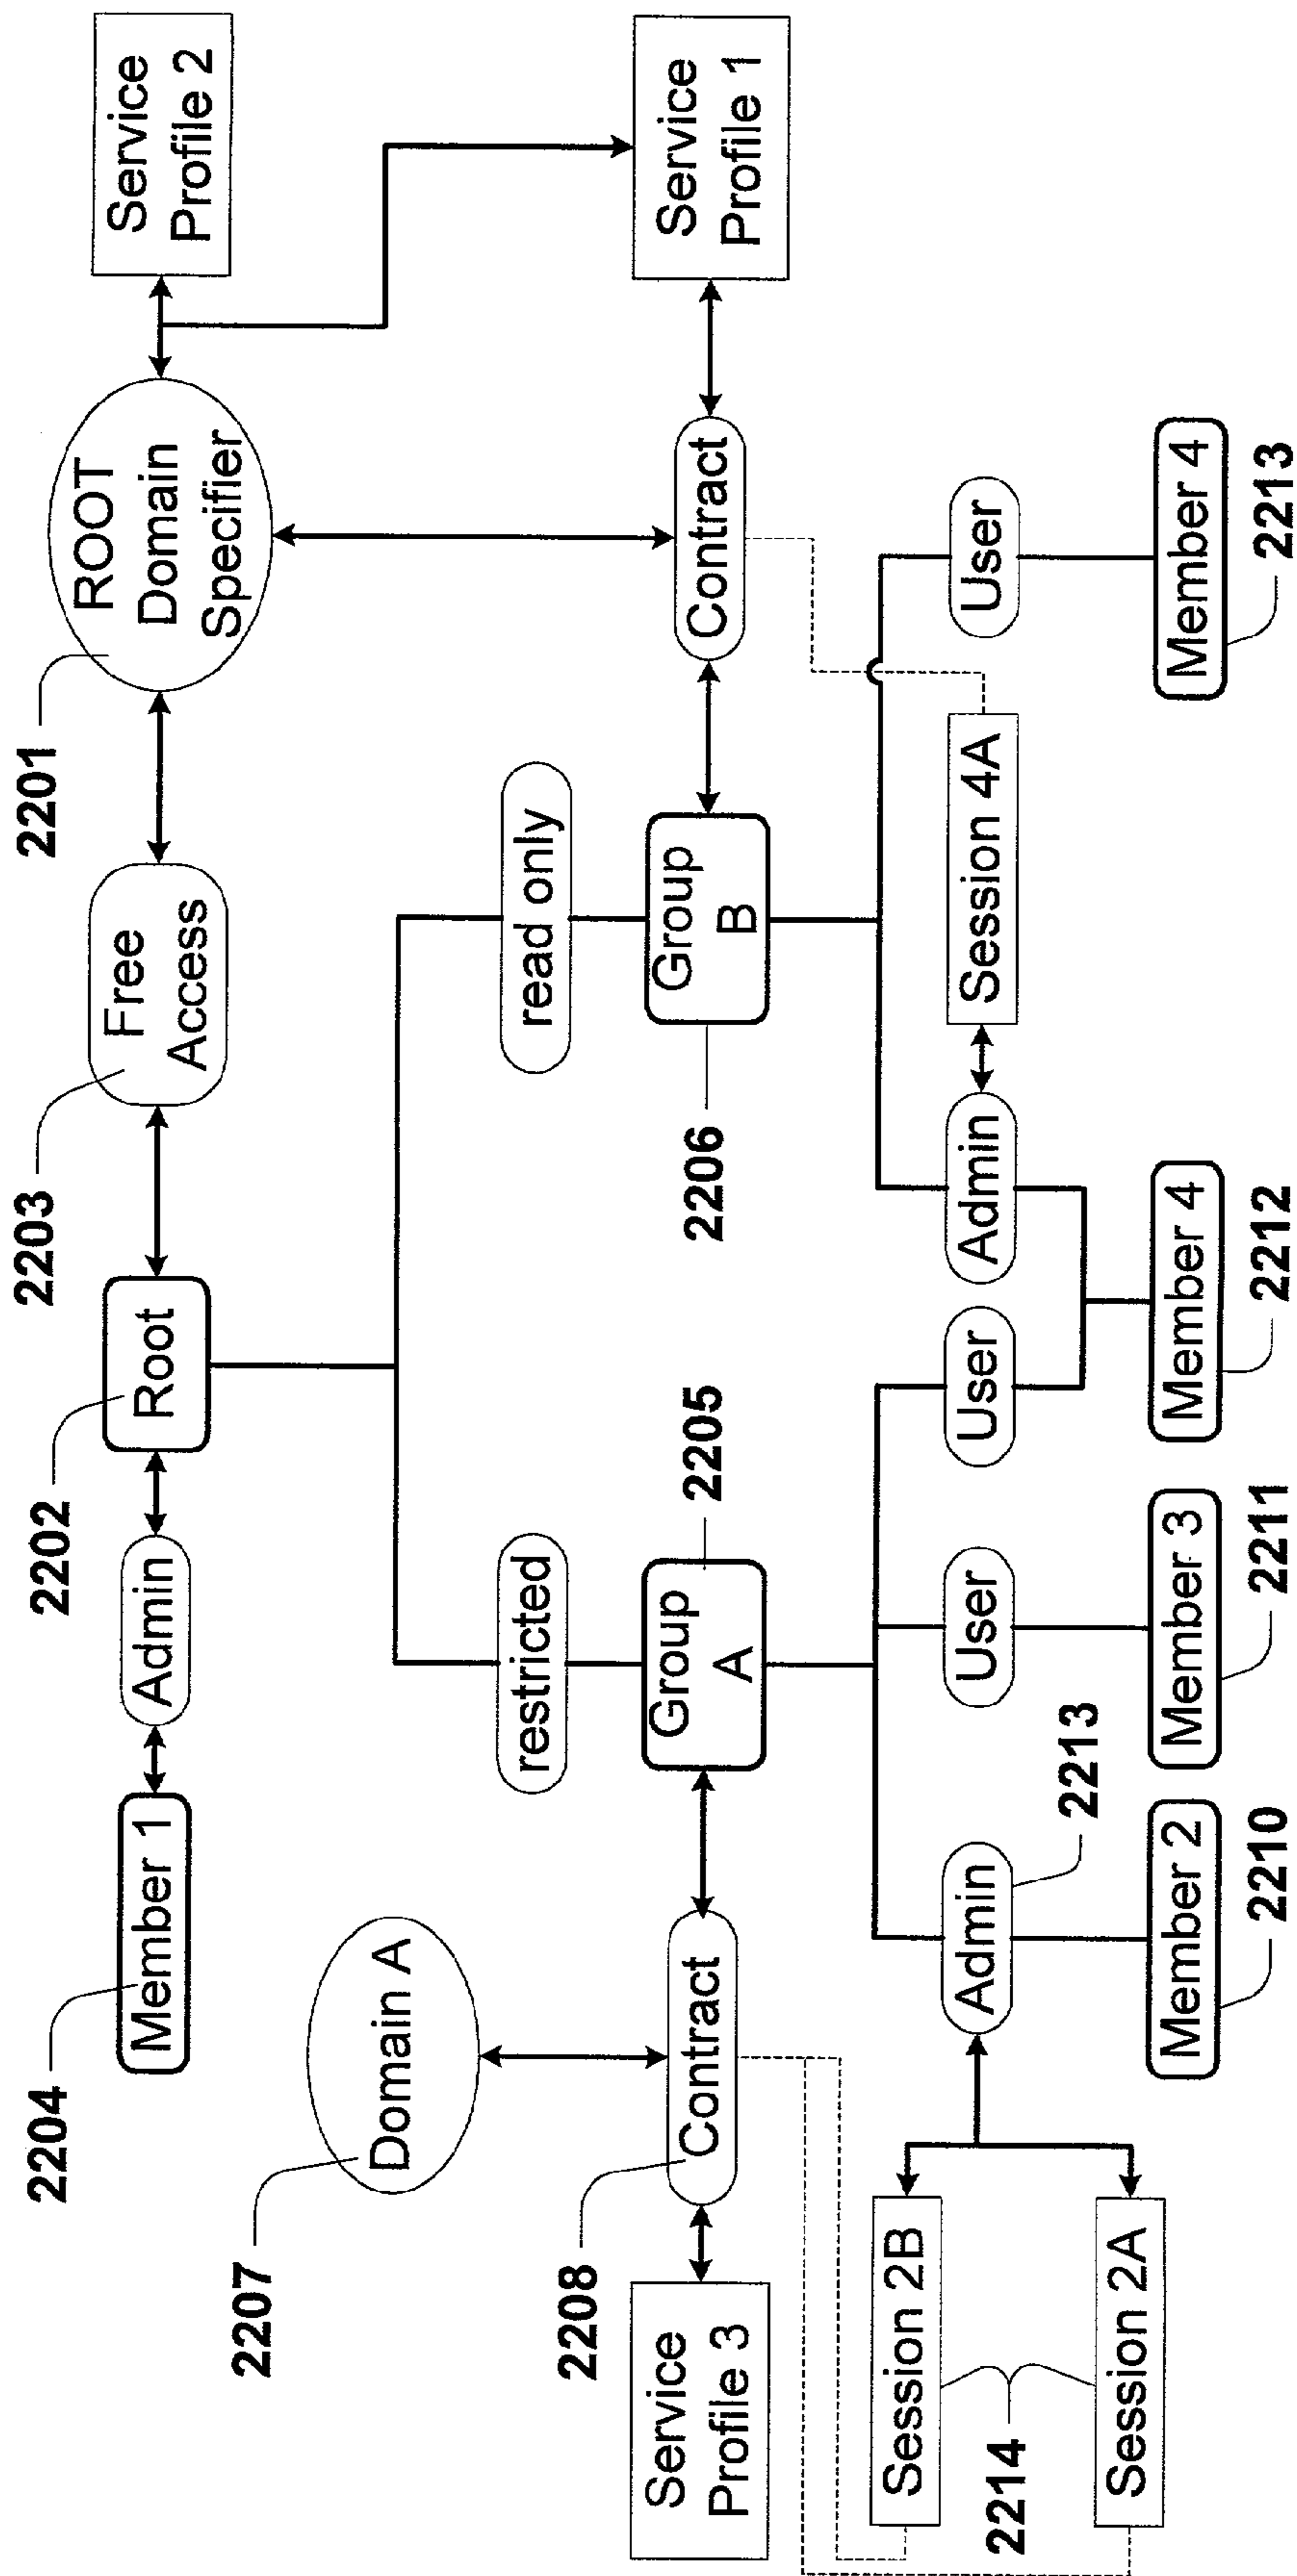 2204
Member 1
Admin
2202
Root
2203
Free
Access
2201
ROOT
Domain
Specifier
Service
Profile 2
2207
Domain A
restricted
read only
2208
Service
Profile 3
Contract
Group
A
2205
2206
Group
B
Contract
Service
Profile 1
Session 2B
2214
Session 2A
Admin
2213
User
User
Admin
Session 4A
User
Member 2
2210
Member 3
2211
Member 4
2212
Member 4
2213